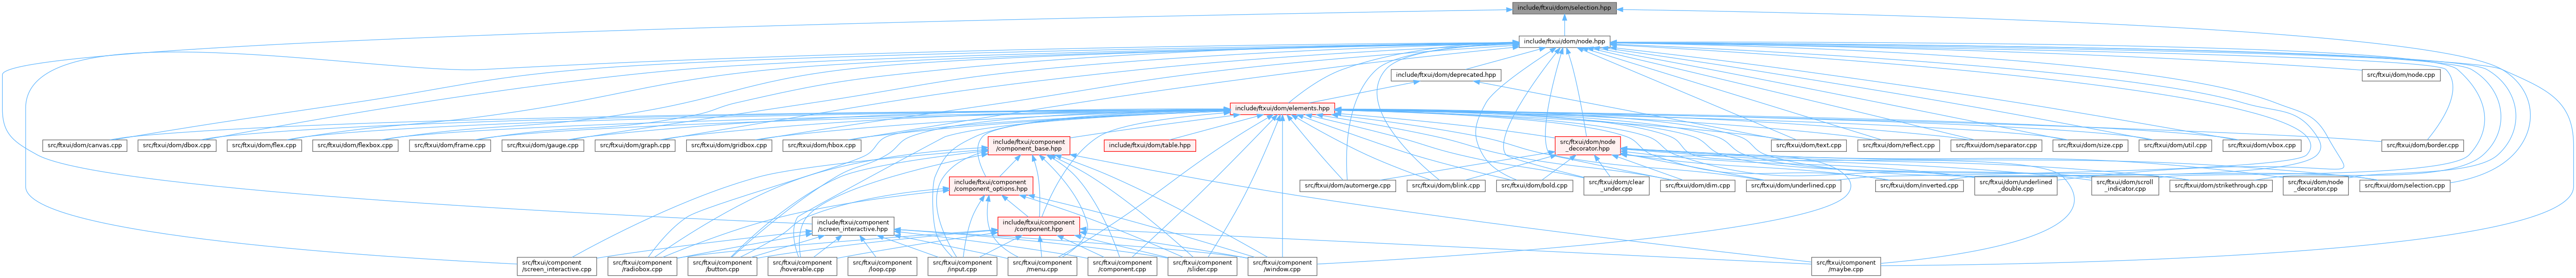 include/ftxui/dom/selection.hpp
include/ftxui/dom/node.hpp
include/ftxui/dom/deprecated.hpp
src/ftxui/dom/node.cpp
include/ftxui/dom/elements.hpp
src/ftxui/dom/canvas.cpp
src/ftxui/dom/dbox.cpp
src/ftxui/dom/flex.cpp
src/ftxui/dom/flexbox.cpp
src/ftxui/dom/frame.cpp
src/ftxui/dom/gauge.cpp
src/ftxui/dom/graph.cpp
src/ftxui/dom/gridbox.cpp
src/ftxui/dom/hbox.cpp
include/ftxui/component
/component_base.hpp
include/ftxui/dom/table.hpp
src/ftxui/dom/node
_decorator.hpp
src/ftxui/dom/text.cpp
src/ftxui/dom/reflect.cpp
src/ftxui/dom/separator.cpp
src/ftxui/dom/size.cpp
src/ftxui/dom/util.cpp
src/ftxui/dom/vbox.cpp
src/ftxui/dom/border.cpp
include/ftxui/component
/component_options.hpp
src/ftxui/dom/automerge.cpp
src/ftxui/dom/blink.cpp
src/ftxui/dom/bold.cpp
src/ftxui/dom/clear
_under.cpp
src/ftxui/dom/dim.cpp
src/ftxui/dom/underlined.cpp
src/ftxui/dom/inverted.cpp
src/ftxui/dom/underlined
_double.cpp
src/ftxui/dom/scroll
_indicator.cpp
src/ftxui/dom/strikethrough.cpp
src/ftxui/dom/node
_decorator.cpp
src/ftxui/dom/selection.cpp
include/ftxui/component
/screen_interactive.hpp
include/ftxui/component
/component.hpp
src/ftxui/component
/screen_interactive.cpp
src/ftxui/component
/radiobox.cpp
src/ftxui/component
/button.cpp
src/ftxui/component
/hoverable.cpp
src/ftxui/component
/loop.cpp
src/ftxui/component
/input.cpp
src/ftxui/component
/menu.cpp
src/ftxui/component
/component.cpp
src/ftxui/component
/slider.cpp
src/ftxui/component
/window.cpp
src/ftxui/component
/maybe.cpp